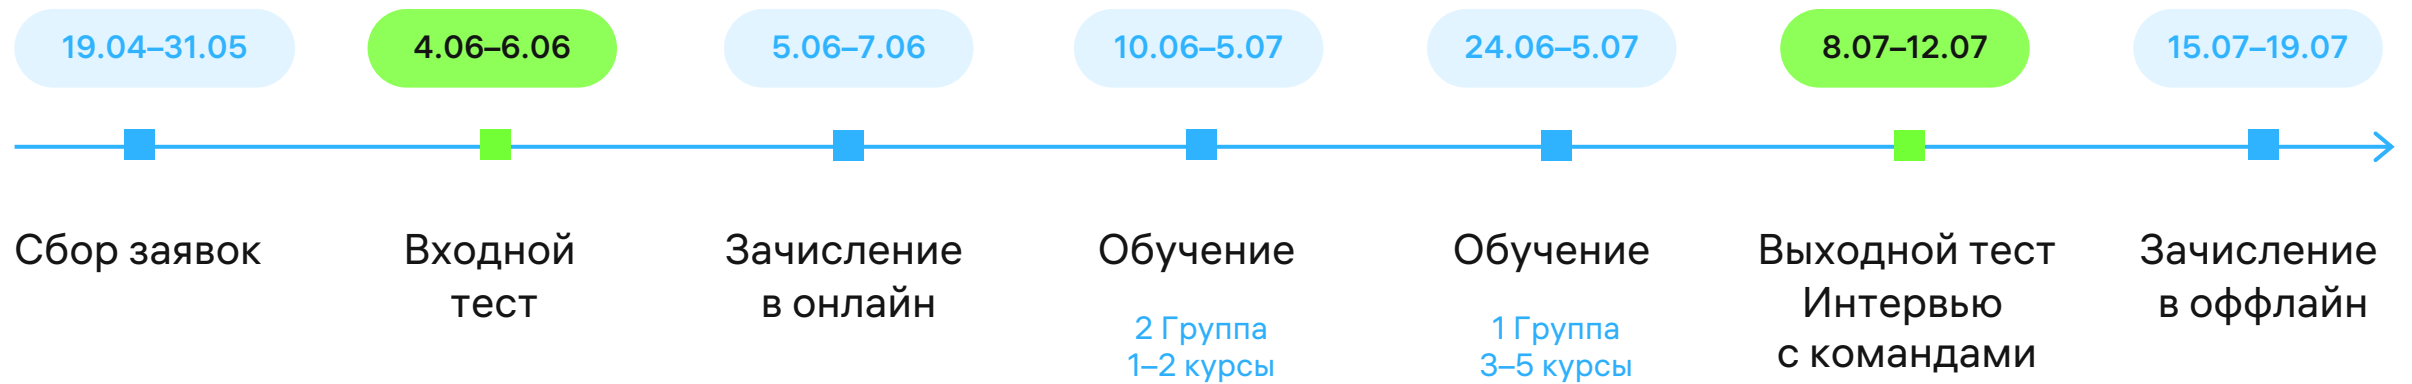 19.04–31.05
4.06–6.06
5.06–7.06
10.06–5.07
24.06–5.07
8.07–12.07
15.07–19.07
Сбор заявок
Входной
тест
Зачисление
в онлайн
Обучение
2 Группа
1–2 курсы
Обучение
1 Группа
3–5 курсы
Выходной тест
Интервью
с командами
Зачисление
в оффлайн